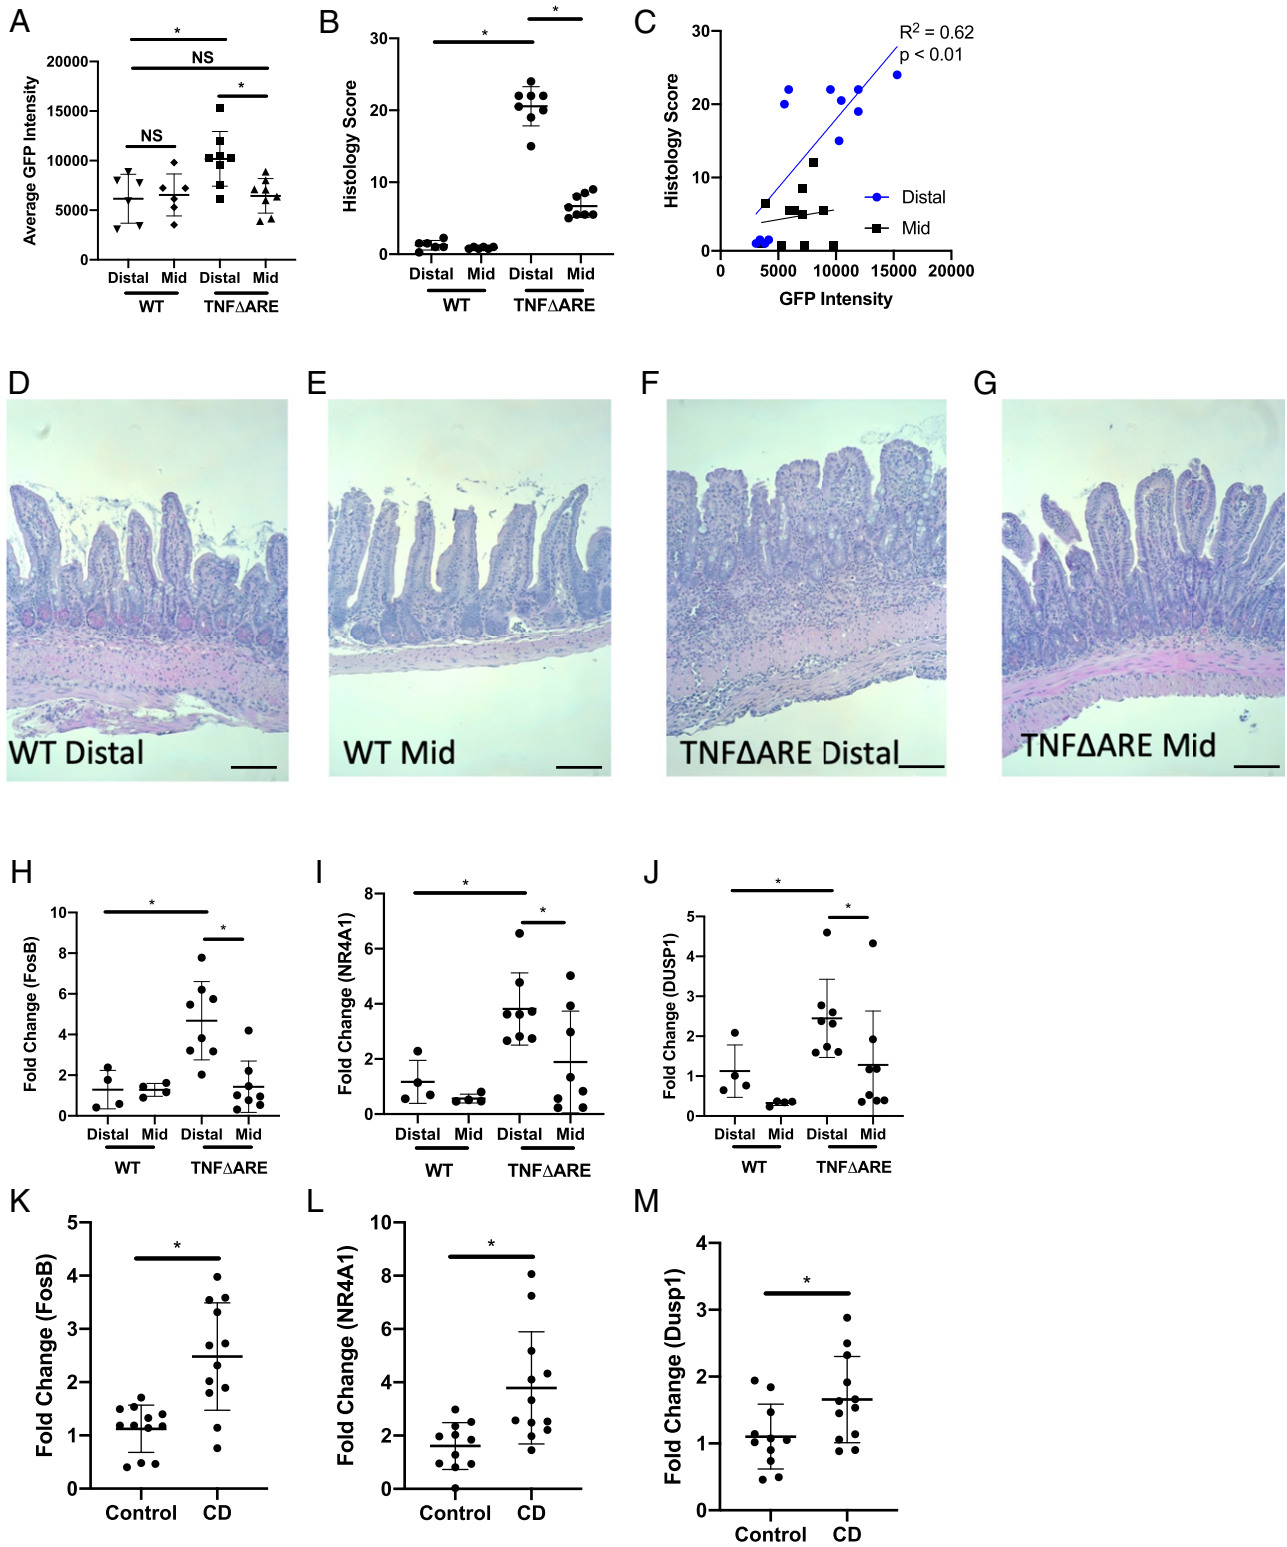 A
*
NS
*
NS
Average GFP Intensity
20000
15000
10000
5000
0
Distal Mid Distal Mid
WT TNFΔARE
B
*
*
Histology Score
30
20
10
0
Distal Mid Distal Mid
WT TNFΔARE
C
R² = 0.62
p < 0.01
Histology Score
30
20
10
0
0 5000 10000 15000 20000
GFP Intensity
Distal
Mid
D
WT Distal
E
WT Mid
F
TNFΔARE Distal
G
TNFΔARE Mid
H
*
*
Fold Change (FosB)
10
8
6
4
2
0
Distal Mid Distal Mid
WT TNFΔARE
I
*
*
Fold Change (NR4A1)
8
6
4
2
0
Distal Mid Distal Mid
WT TNFΔARE
J
*
*
Fold Change (DUSP1)
5
4
3
2
1
0
Distal Mid Distal Mid
WT TNFΔARE
K
*
Fold Change (FosB)
5
4
3
2
1
0
Control CD
L
*
Fold Change (NR4A1)
10
8
6
4
2
0
Control CD
M
*
Fold Change (Dusp1)
4
3
2
1
0
Control CD